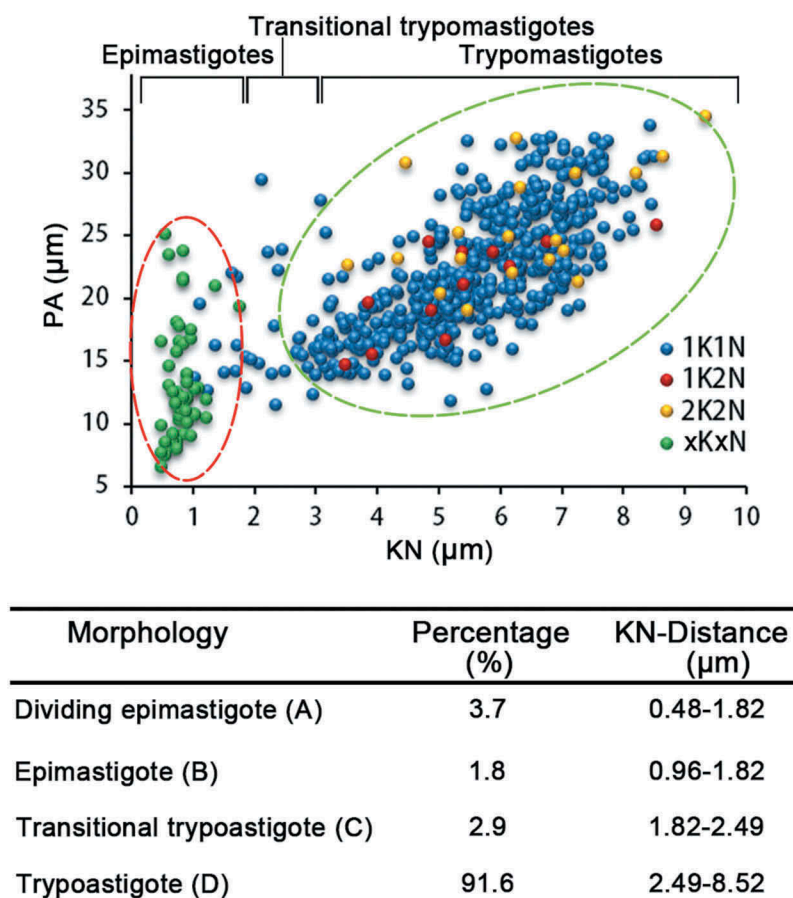 Transitional trypomastigotes
Epimastigotes Trypomastigotes
35
30
25
20
15
10
5
PA (µm)
0 1 2 3 4 5 6 7 8 9 10
KN (µm)
1K1N
1K2N
2K2N
xKxN
Morphology Percentage (%) KN-Distance (µm)
Dividing epimastigote (A) 3.7 0.48-1.82
Epimastigote (B) 1.8 0.96-1.82
Transitional trypoastigote (C) 2.9 1.82-2.49
Trypoastigote (D) 91.6 2.49-8.52